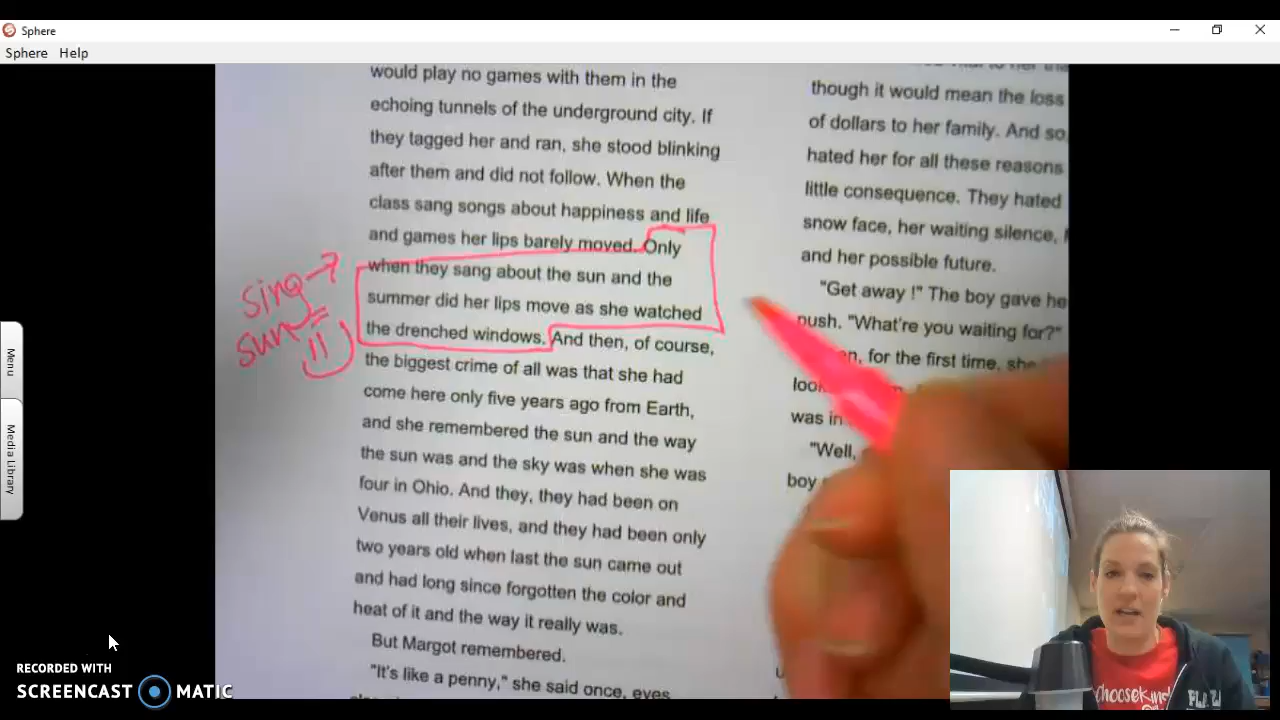 Sphere
Sphere Help
would play no games with them in the
echoing tunnels of the underground city. If
they tagged her and ran, she stood blinking
after them and did not follow. When the
class sang songs about happiness and life
and games her lips barely moved. Only
when they sang about the sun and the
summer did her lips move as she watched
the drenched windows. And then, of course,
the biggest crime of all was that she had
come here only five years ago from Earth,
and she remembered the sun and the way
the sun was and the sky was when she was
four in Ohio. And they, they had been on
Venus all their lives, and they had been only
two years old when last the sun came out
and had long since forgotten the color and
heat of it and the way it really was.
But Margot remembered.
"It's like a penny," she said once, eyes
sing
sun
though it would mean the loss
of dollars to her family. And so
hated her for all these reasons
little consequence. They hated
snow face, her waiting silence,
and her possible future.
"Get away !" The boy gave he
push. "What're you waiting for?"
for the first time, she
was in
"Well,
boy
Menu
Media Library
RECORDED WITH
SCREENCAST MATIC